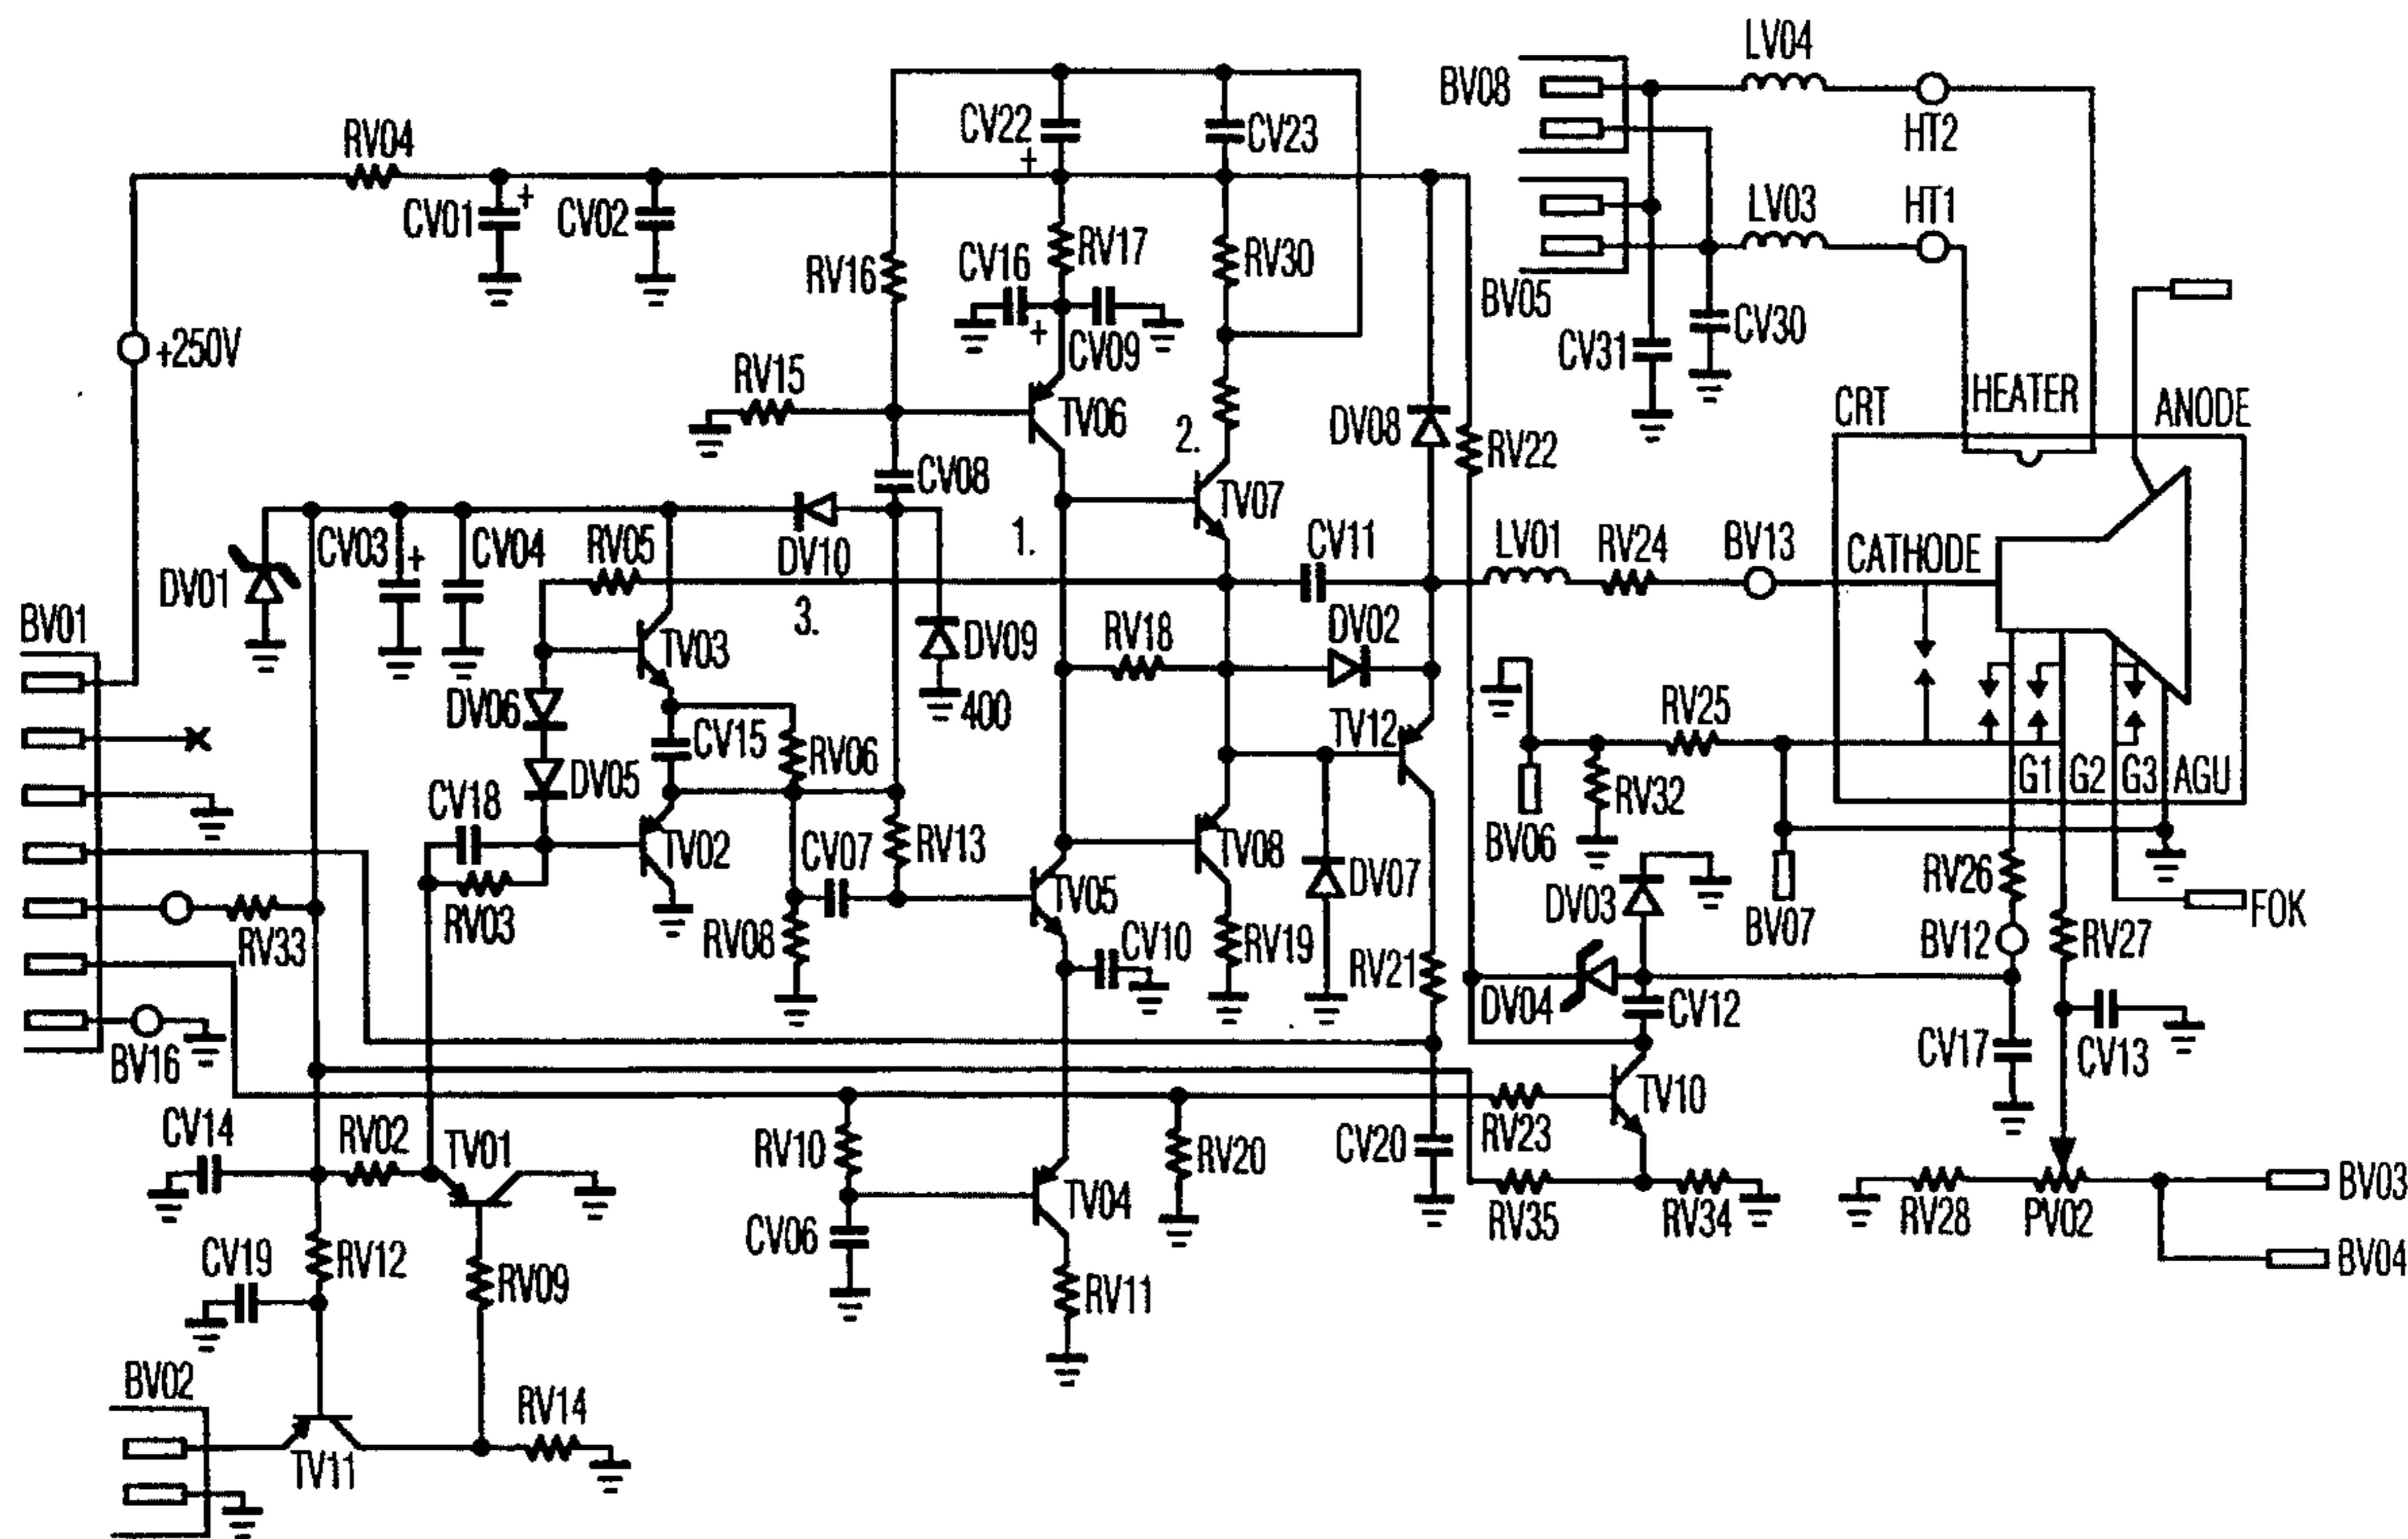 LV04
BV08
HT2
CV22
+
CV23
RV04
CV01
+
CV02
LV03
HT1
RV16
CV16
+
RV17
RV30
CV09
BV05
CV31
CV30
+250V
RV15
TV06
2.
DV08
RV22
CRT
HEATER
ANODE
CV08
TV07
CV03
+
CV04
RV05
DV10
1.
CV11
LV01
RV24
BV13
CATHODE
DV01
3.
BV01
TV03
DV09
400
RV18
DV02
DV06
CV15
RV06
TV12
RV25
DV05
RV32
G1
G2
G3
AGU
CV18
TV02
CV07
RV13
TV08
DV07
BV06
DV03
BV07
RV26
FOK
RV03
RV08
TV05
CV10
RV19
RV21
BV12
RV27
RV33
DV04
CV12
CV17
CV13
BV16
CV14
RV02
TV01
RV10
RV20
CV20
RV23
TV10
CV06
TV04
RV35
RV34
RV28
PV02
BV03
BV04
CV19
RV12
RV09
RV11
BV02
TV11
RV14